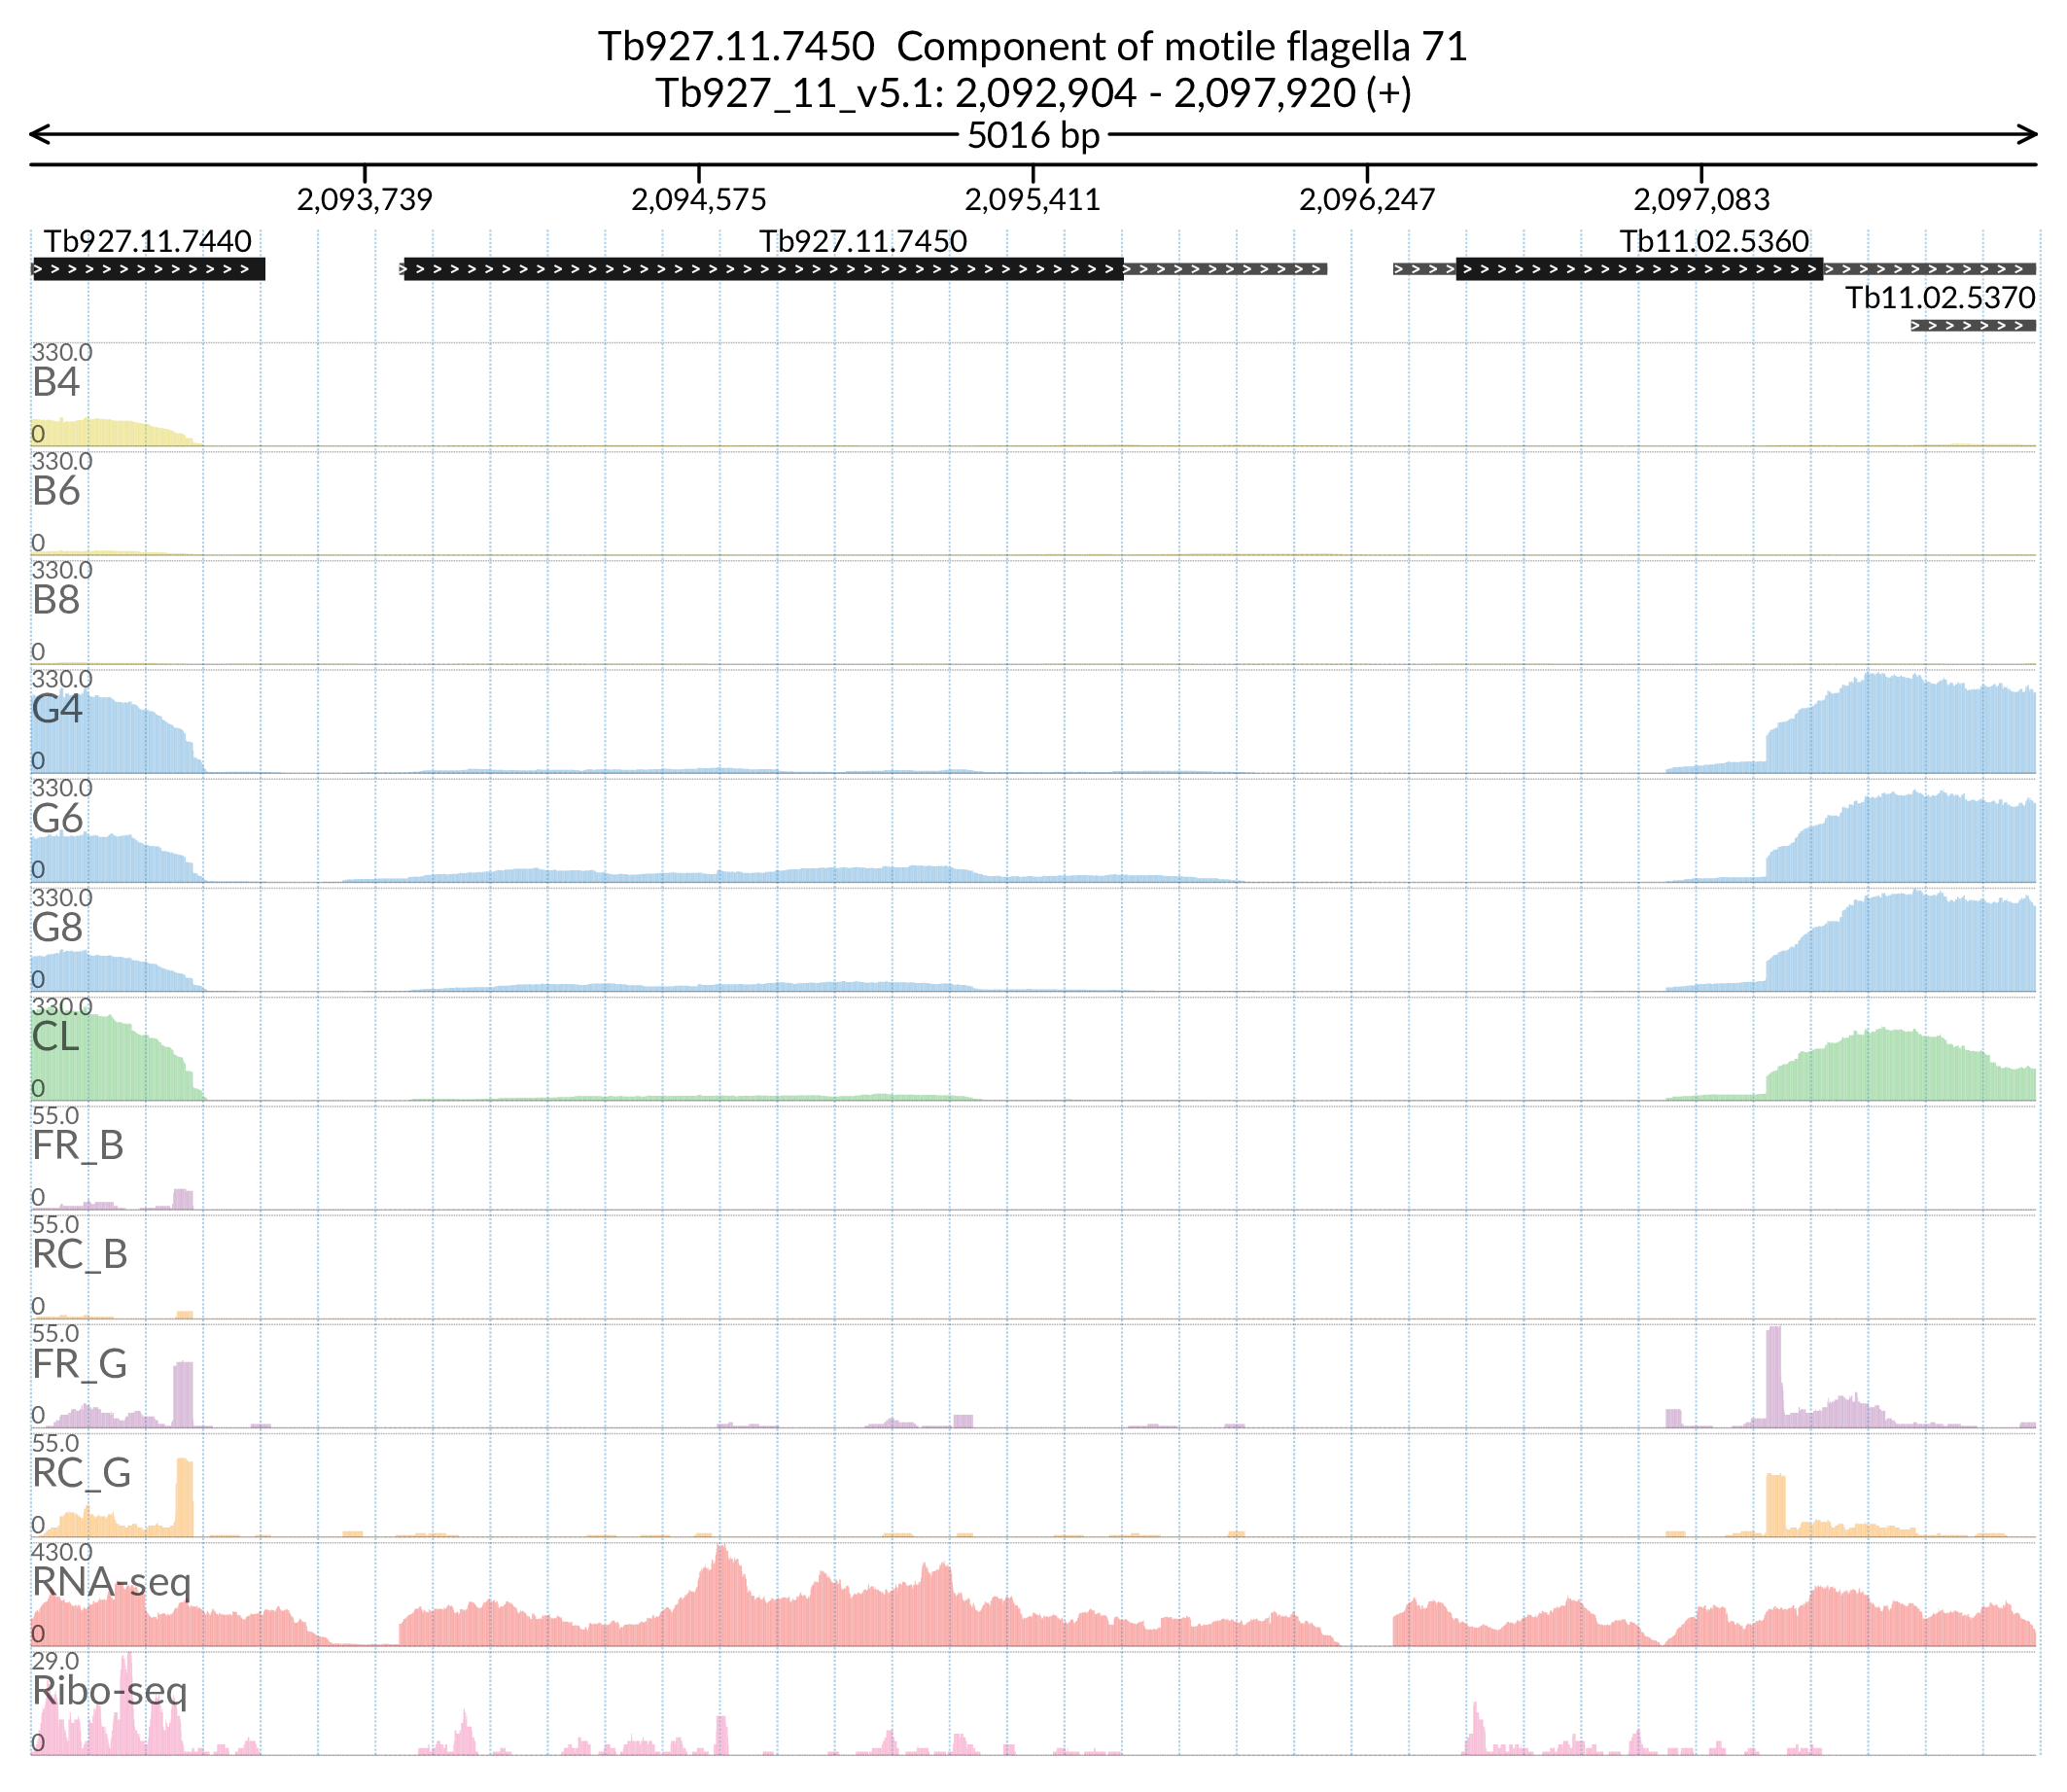 Tb927.11.7450  Component of motile flagella 71
Tb927_11_v5.1: 2,092,904 - 2,097,920 (+)
5016 bp
2,093,739 2,094,575 2,095,411 2,096,247 2,097,083
Tb927.11.7440 Tb927.11.7450 Tb11.02.5360
Tb11.02.5370
330.0
B4
0
330.0
B6
0
330.0
B8
0
330.0
G4
0
330.0
G6
0
330.0
G8
0
330.0
CL
0
55.0
FR_B
0
55.0
RC_B
0
55.0
FR_G
0
55.0
RC_G
0
430.0
RNA-seq
0
29.0
Ribo-seq
0